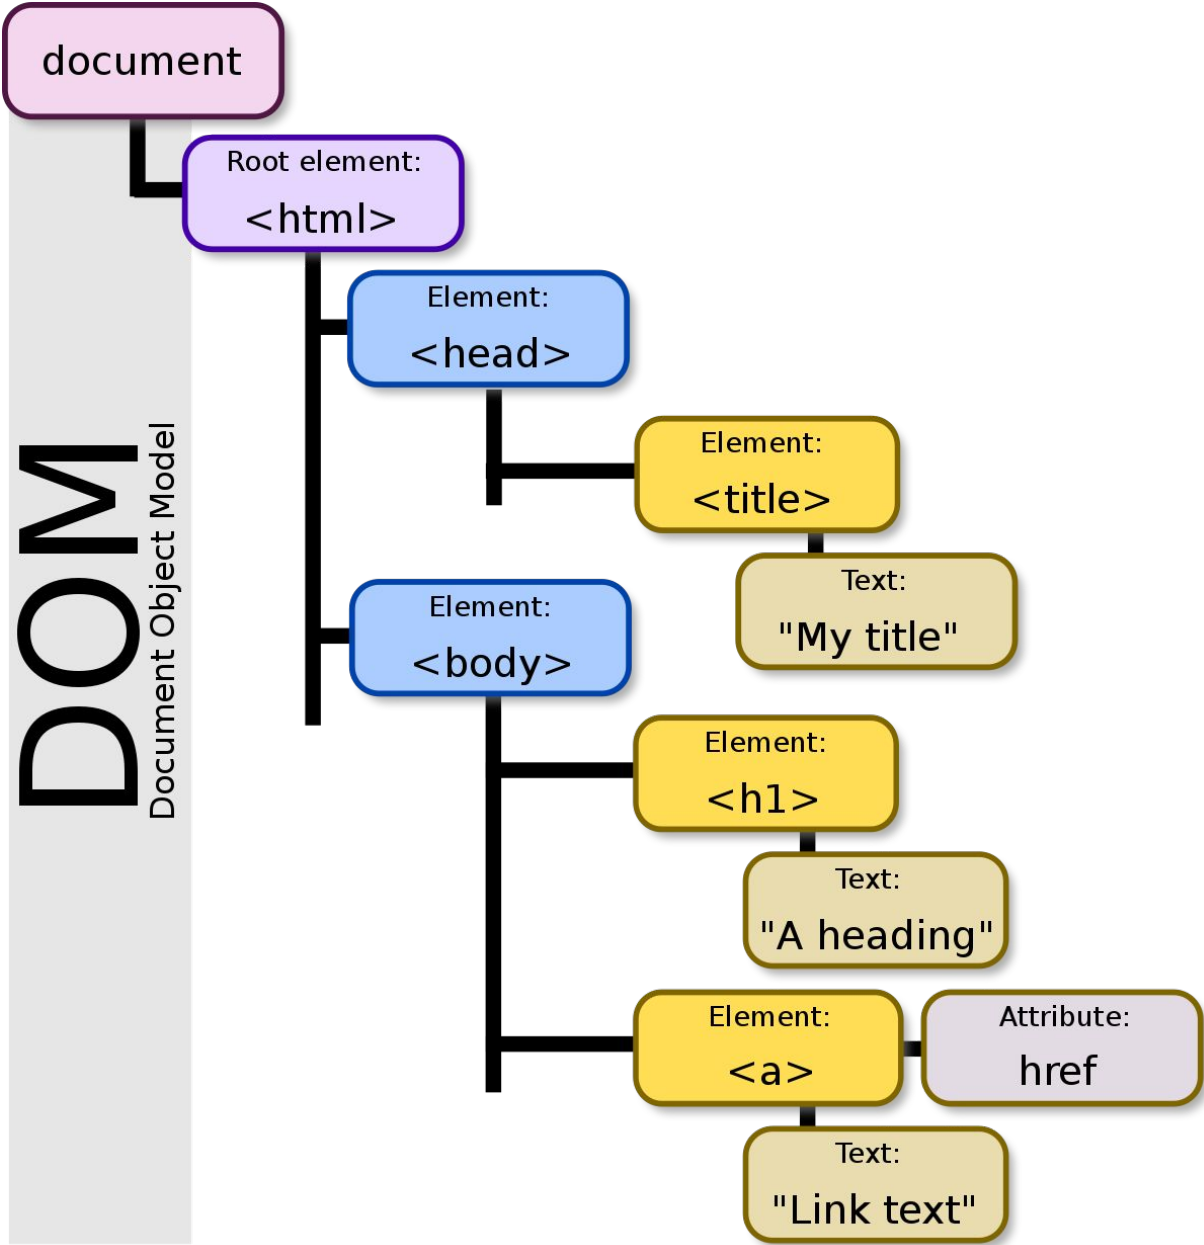 document
Root element:
<html>
Element:
<head>
Element:
<title>
Text:
"My title"
Element:
<body>
Element:
<h1>
Text:
"A heading"
Element:
<a>
Attribute:
href
Text:
"Link text"
DOM
Document Object Model